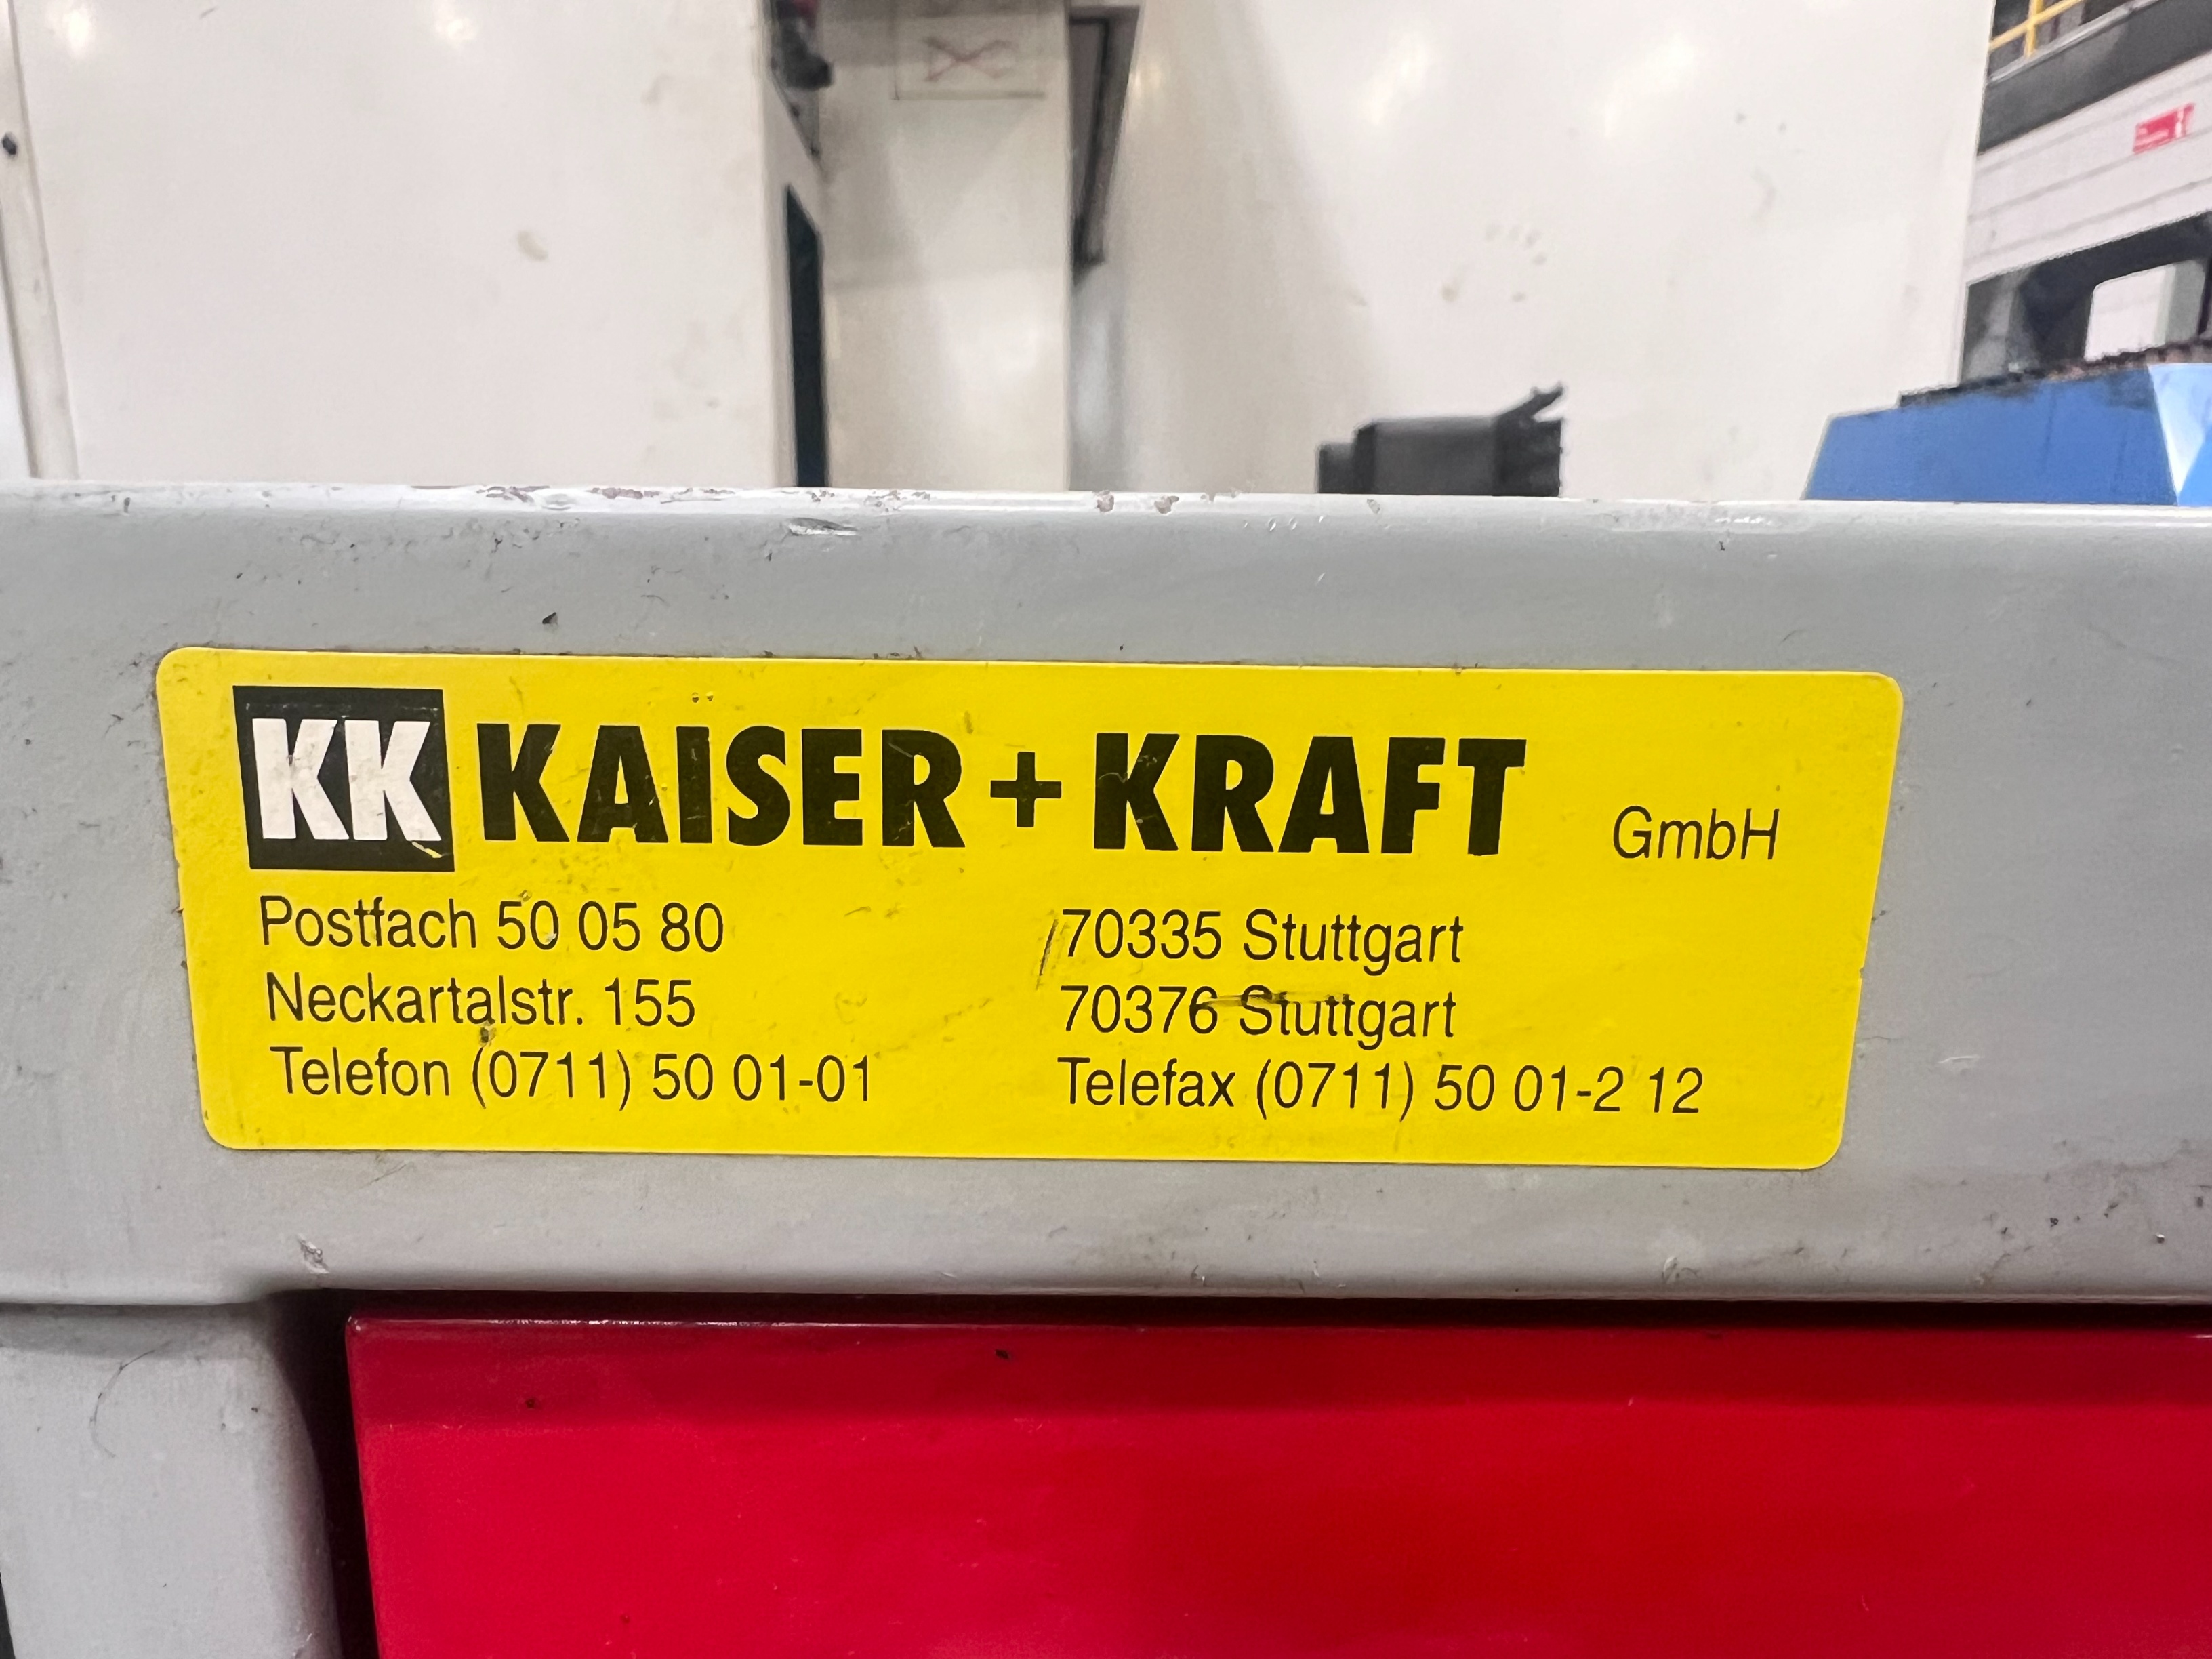 KK KAISER + KRAFT GmbH
Postfach 50 05 80 70335 Stuttgart
Neckartalstr. 155 70376 Stuttgart
Telefon (0711) 50 01-01 Telefax (0711) 50 01-2 12